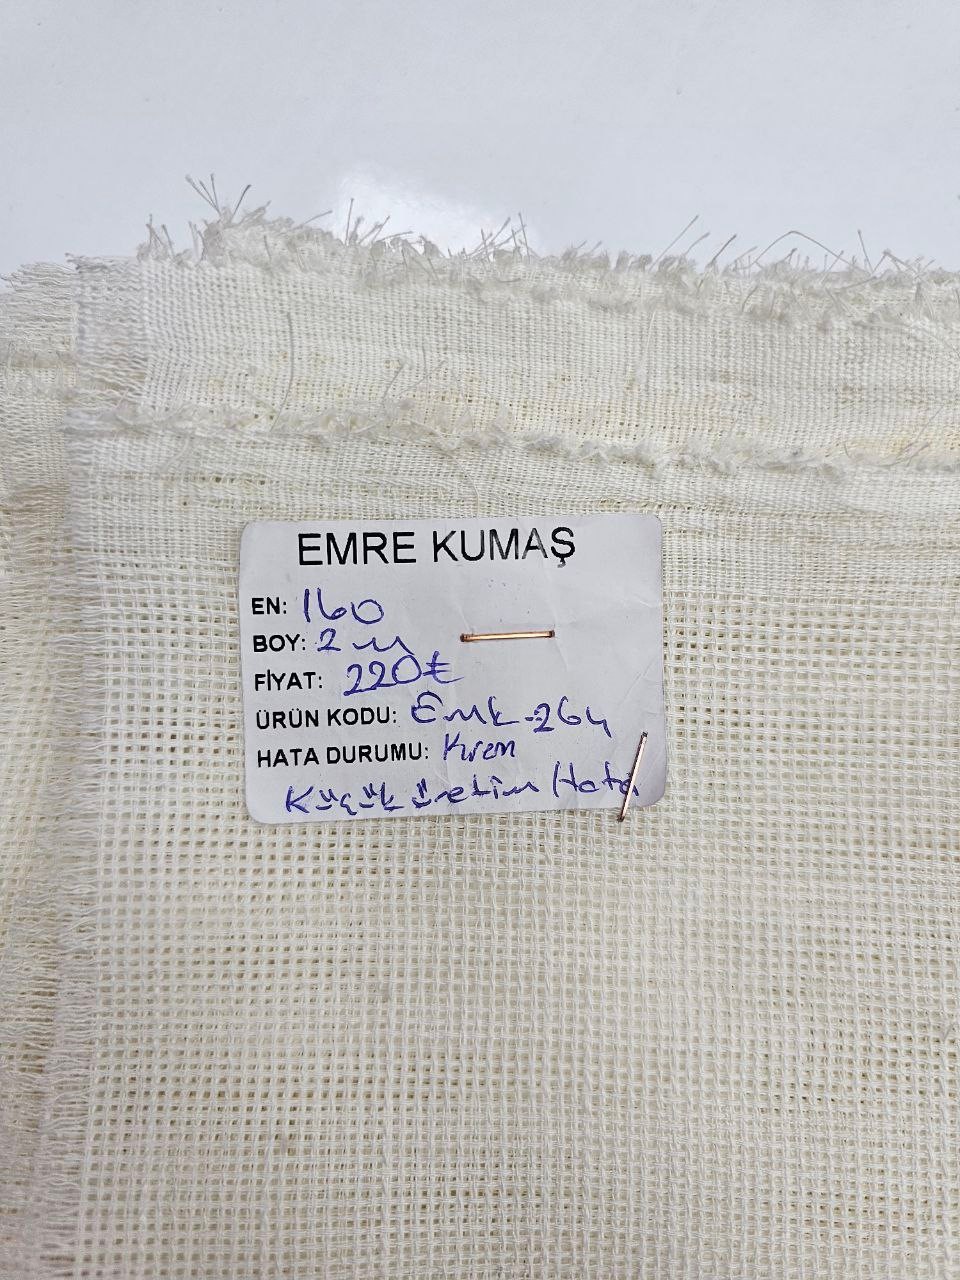 EMRE KUMAŞ
EN: 160
BOY: 2 m
FİYAT: 220₺
ÜRÜN KODU: Emk-264
HATA DURUMU: Krem
Küçük üretim Hata